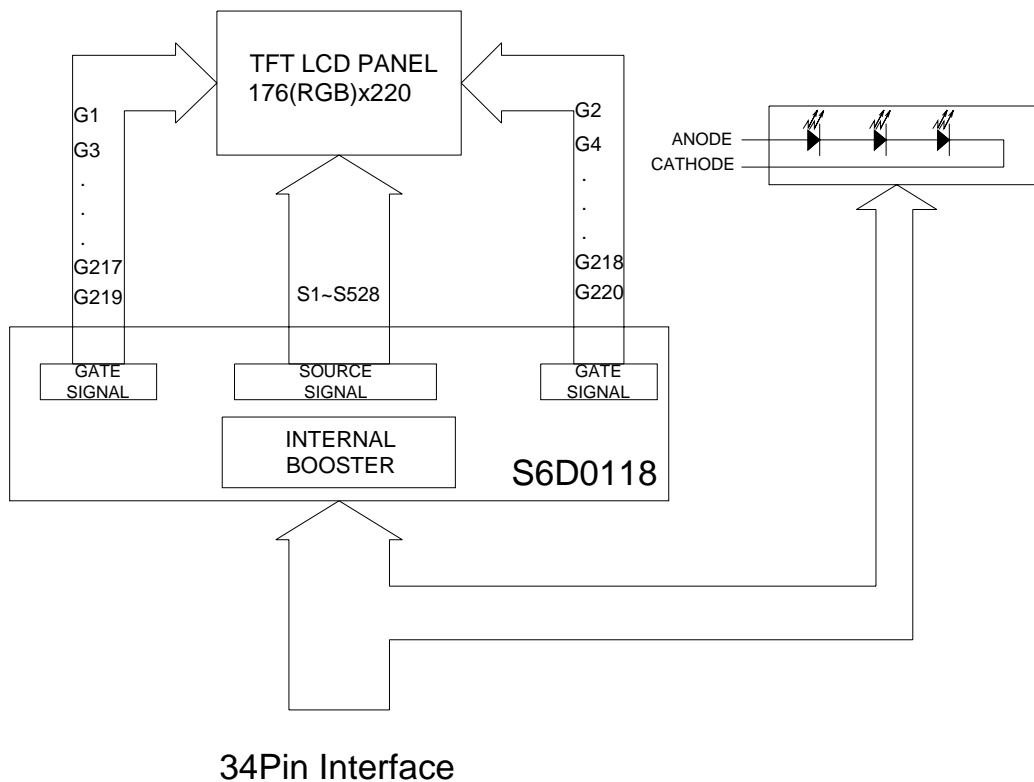 TFT LCD PANEL
176(RGB)x220
G1
G3
.
.
.
G217
G219
G2
G4
.
.
.
G218
G220
ANODE
CATHODE
S1~S528
GATE
SIGNAL
SOURCE
SIGNAL
GATE
SIGNAL
INTERNAL
BOOSTER
S6D0118
34Pin Interface